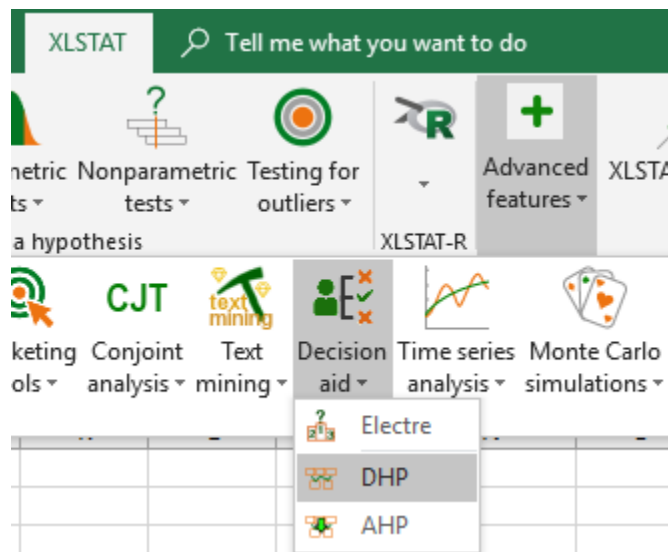 XLSTAT Tell me what you want to do
?
R
netric Nonparametric Testing for Advanced XLSTA
ts tests outliers features
a hypothesis XLSTAT-R
CJT text mining
keting Conjoint Text Decision Time series Monte Carlo
ols analysis mining aid analysis simulations
Electre
DHP
AHP